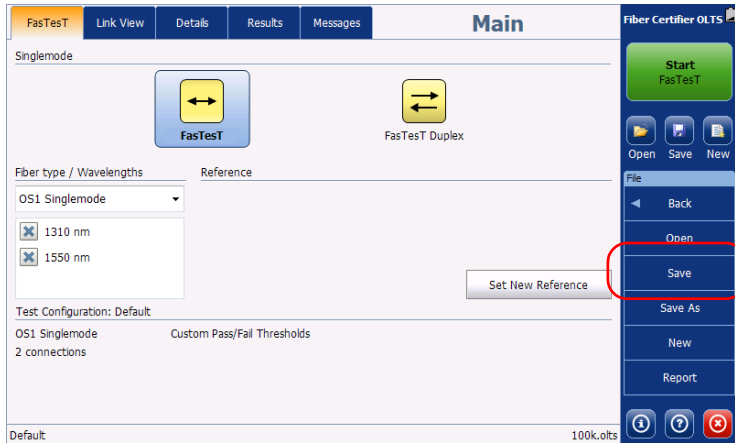 FasTesT Link View Details Results Messages Main Fiber Certifier OLTS
Singlemode
FasTesT FasTesT Duplex
Fiber type / Wavelengths Reference
OS1 Singlemode
1310 nm
1550 nm
Set New Reference
Test Configuration: Default
OS1 Singlemode Custom Pass/Fail Thresholds
2 connections
Default 100k.olts
Start
FasTesT
Open Save New
File
Back
Open
Save
Save As
New
Report